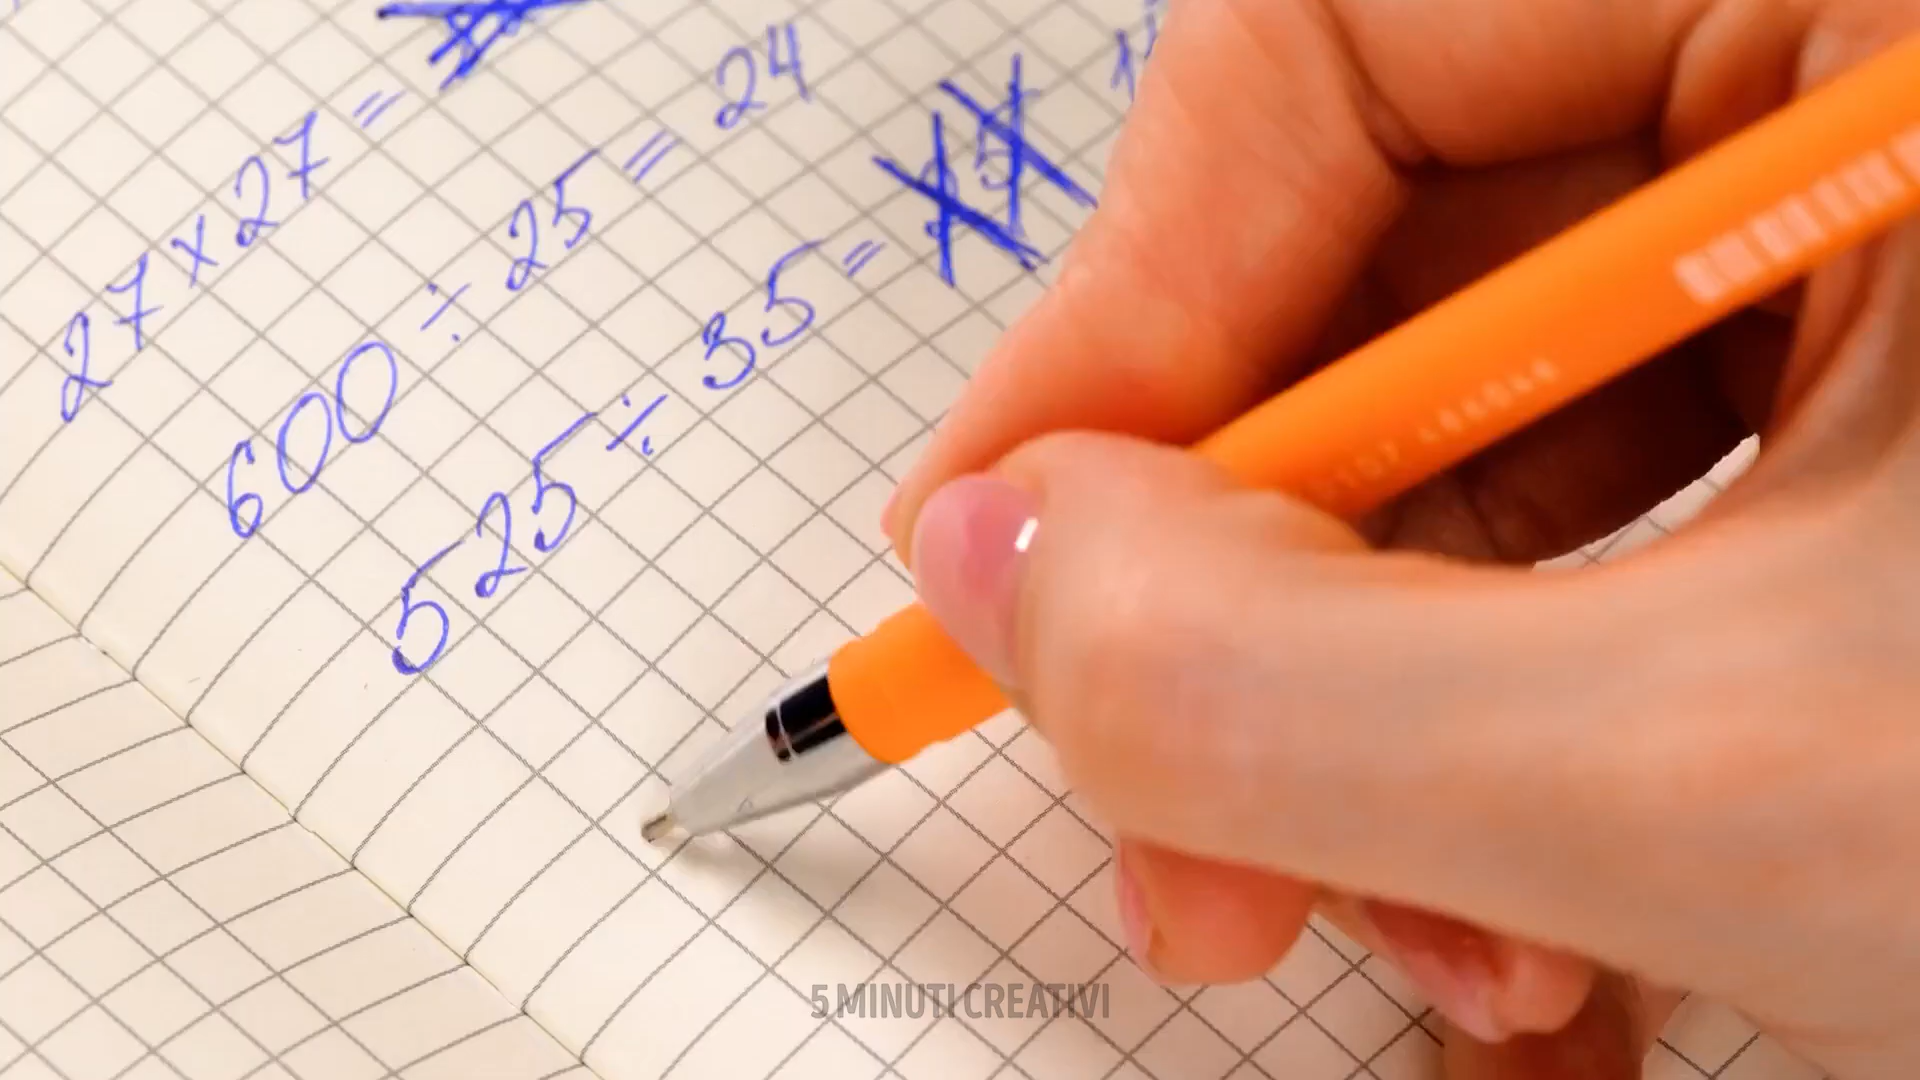 27 × 27 =
600 ÷ 25 = 24
525 ÷ 35 =
5 MINUTI CREATIVI